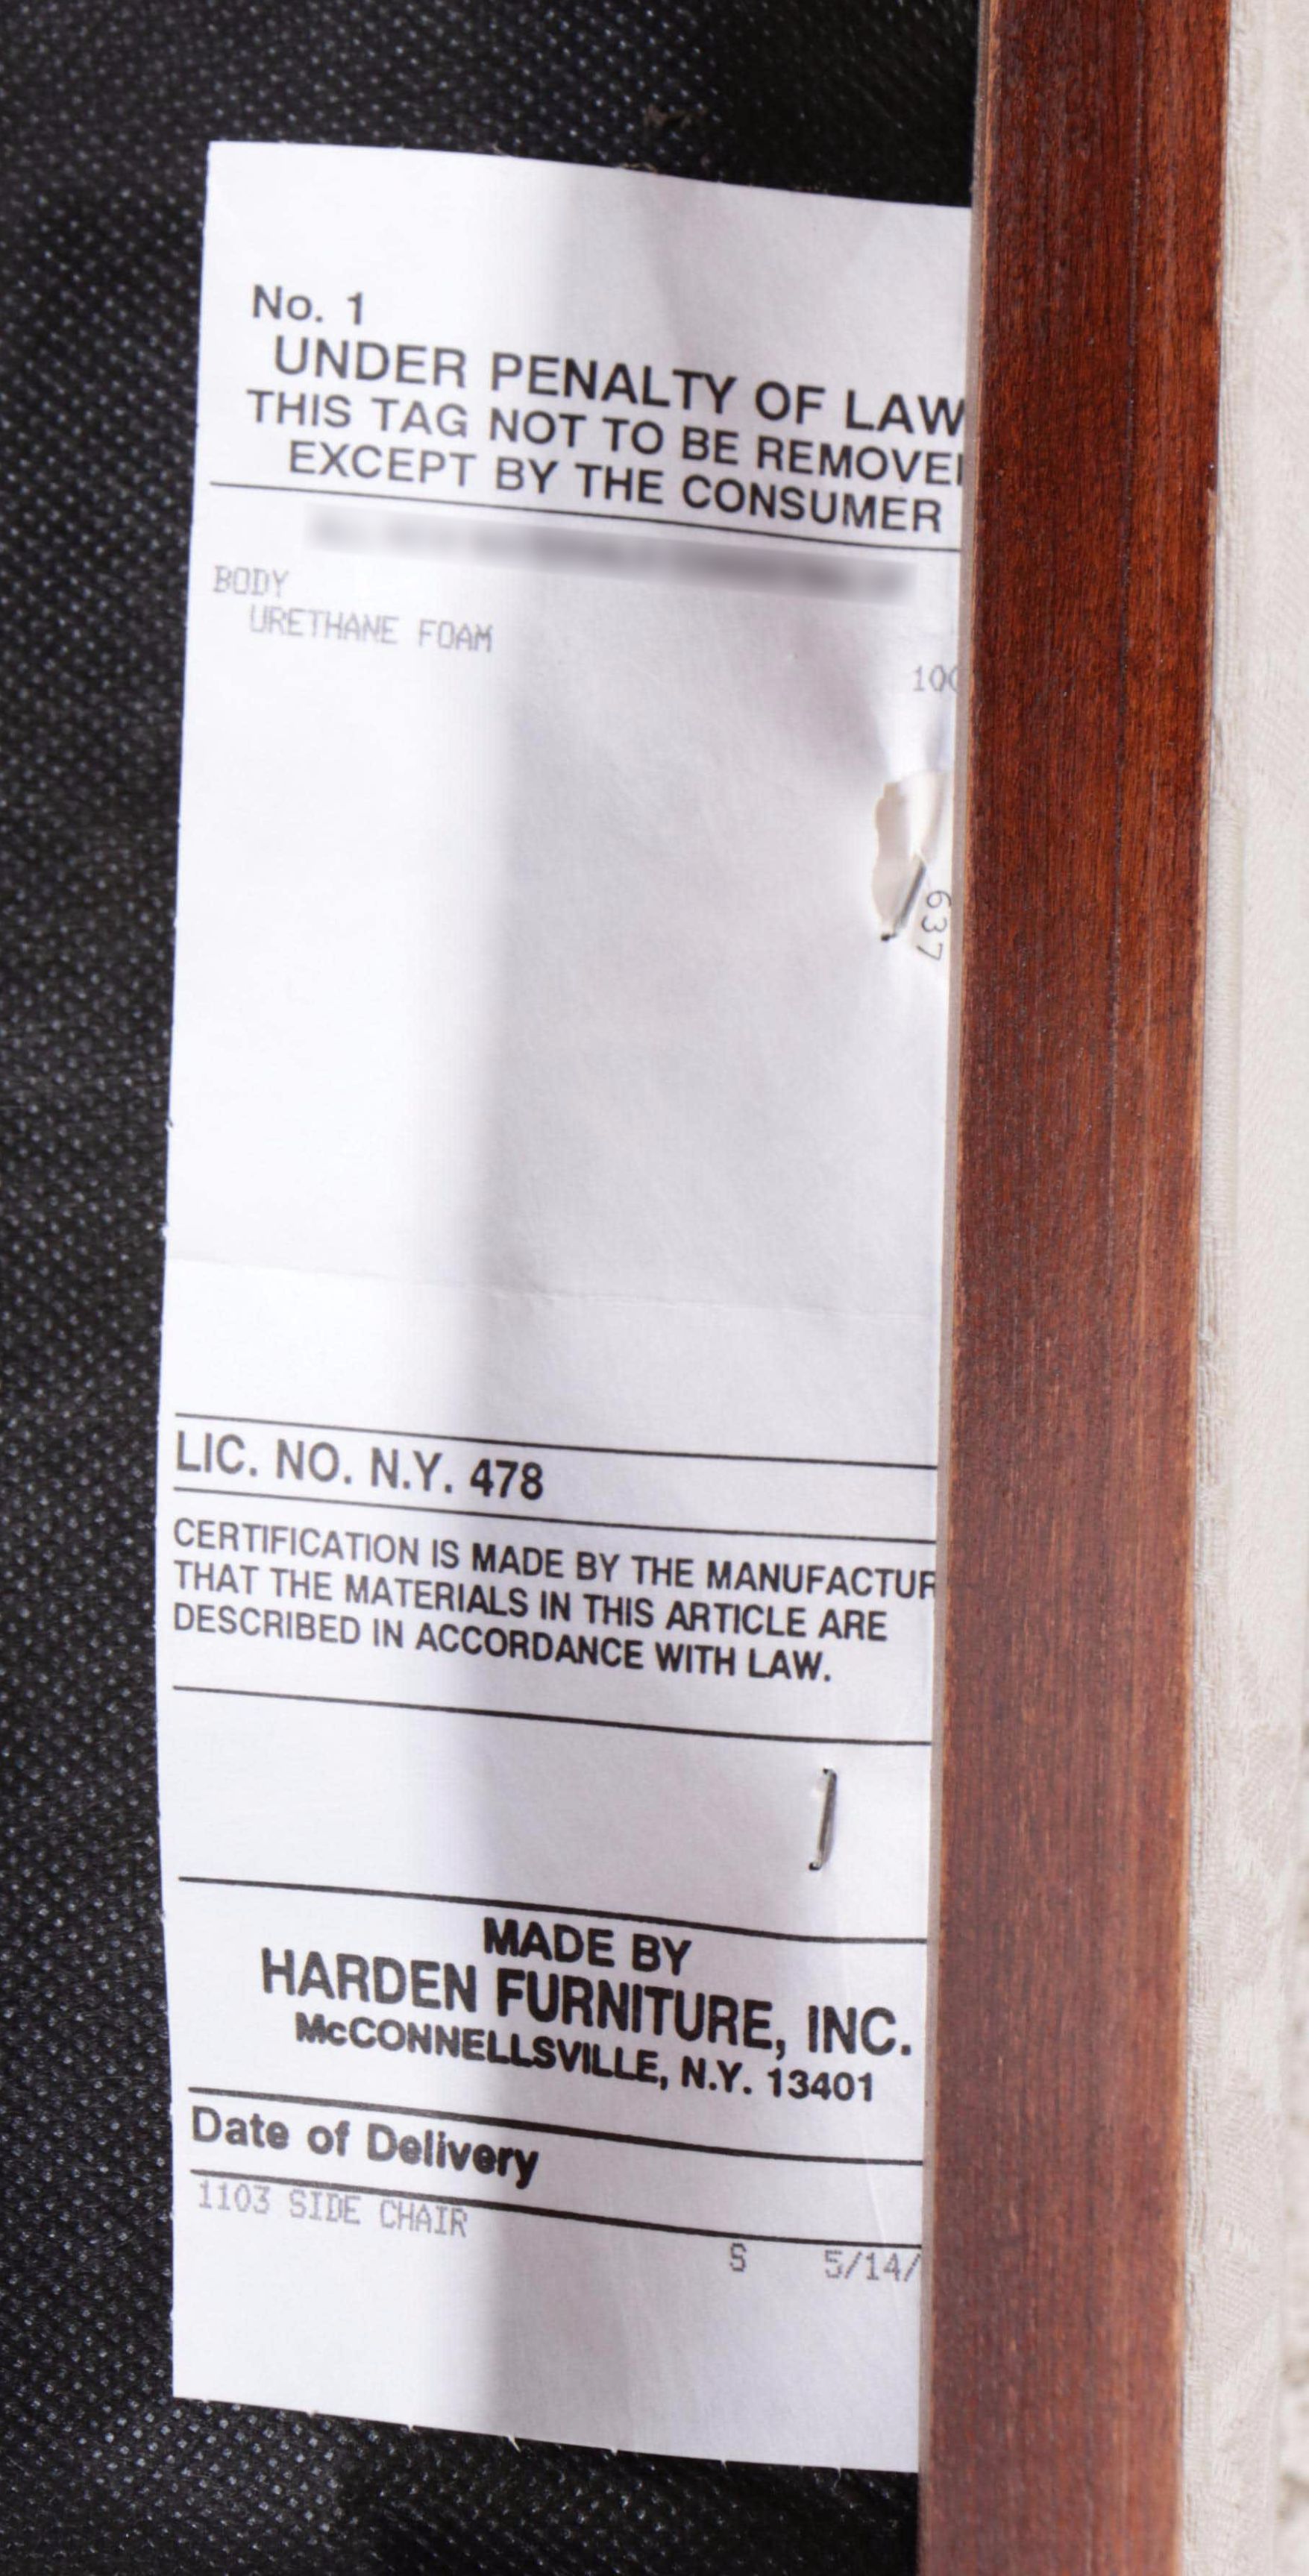 No. 1
UNDER PENALTY OF LAW
THIS TAG NOT TO BE REMOVE
EXCEPT BY THE CONSUMER
BODY
URETHANE FOAM
100
637
LIC. NO. N.Y. 478
CERTIFICATION IS MADE BY THE MANUFACTUR
THAT THE MATERIALS IN THIS ARTICLE ARE
DESCRIBED IN ACCORDANCE WITH LAW.
MADE BY
HARDEN FURNITURE, INC.
McCONNELLSVILLE, N.Y. 13401
Date of Delivery
1103 SIDE CHAIR
S 5/14/